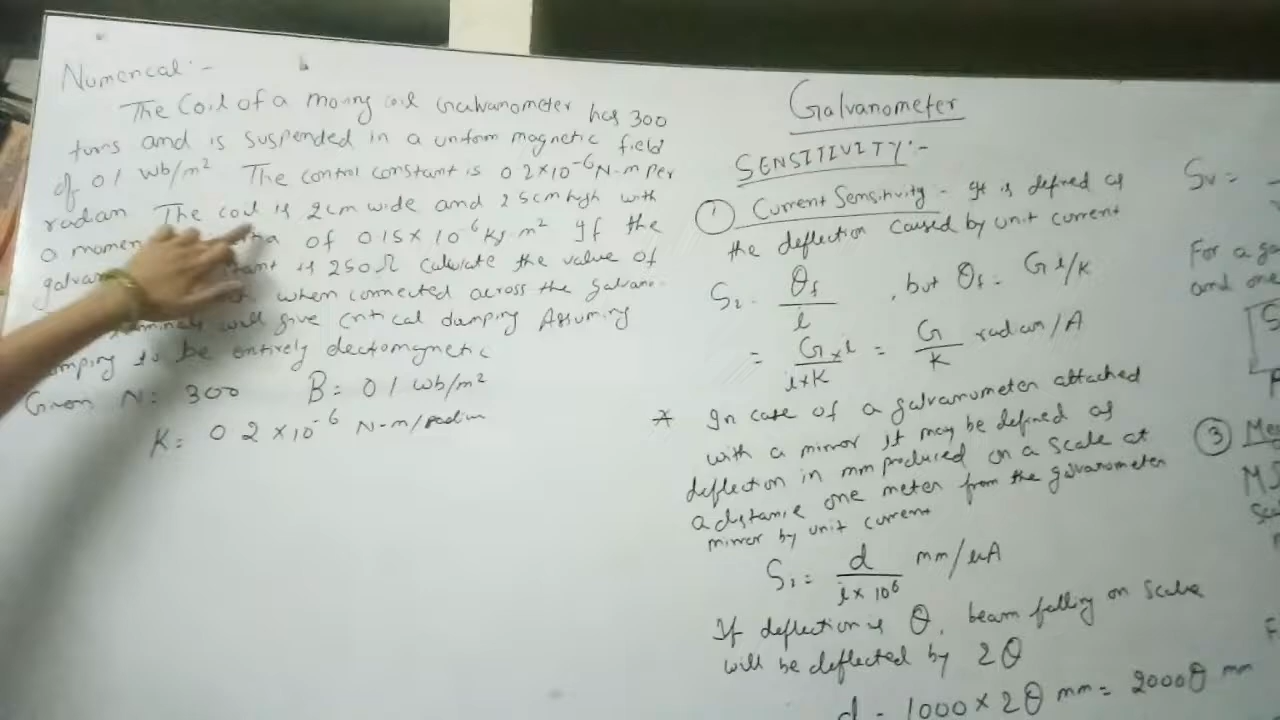 Numerical:-
The Coil of a moving coil Galvanometer has 300
turns and is suspended in a uniform magnetic field
of 0.1 wb/m² The control constant is 0.2×10⁻⁶ N-m per
radian The coil is 2cm wide and 2.5cm high with
a momen of 0.15×10⁻⁶ kg-m² If the
galvan is 250Ω Calculate the value of
when connected across the galvano-
will give critical damping Assuming
to be entirely electomagnetic
Given N = 300 B = 0.1 wb/m²
K = 0.2×10⁻⁶ N-m/radian
Galvanometer
SENSITIVITY:-
① Current Sensitivity - It is defined as
the deflection caused by unit current
θf / i , but θf = G i/K
= G×i / i×K = G / K radian/A
* In case of a galvanometer attached
with a mirror it may be defined as
deflection in mm produced on a scale at
a distance one meter from the galvanometer
mirror by unit current
Si = d / i×10⁶ mm/μA
If deflection is θ, beam falling on scale
will be deflected by 2θ
d = 1000×2θ mm = 2000θ mm
Sv =
For a ga
and one
③ Me